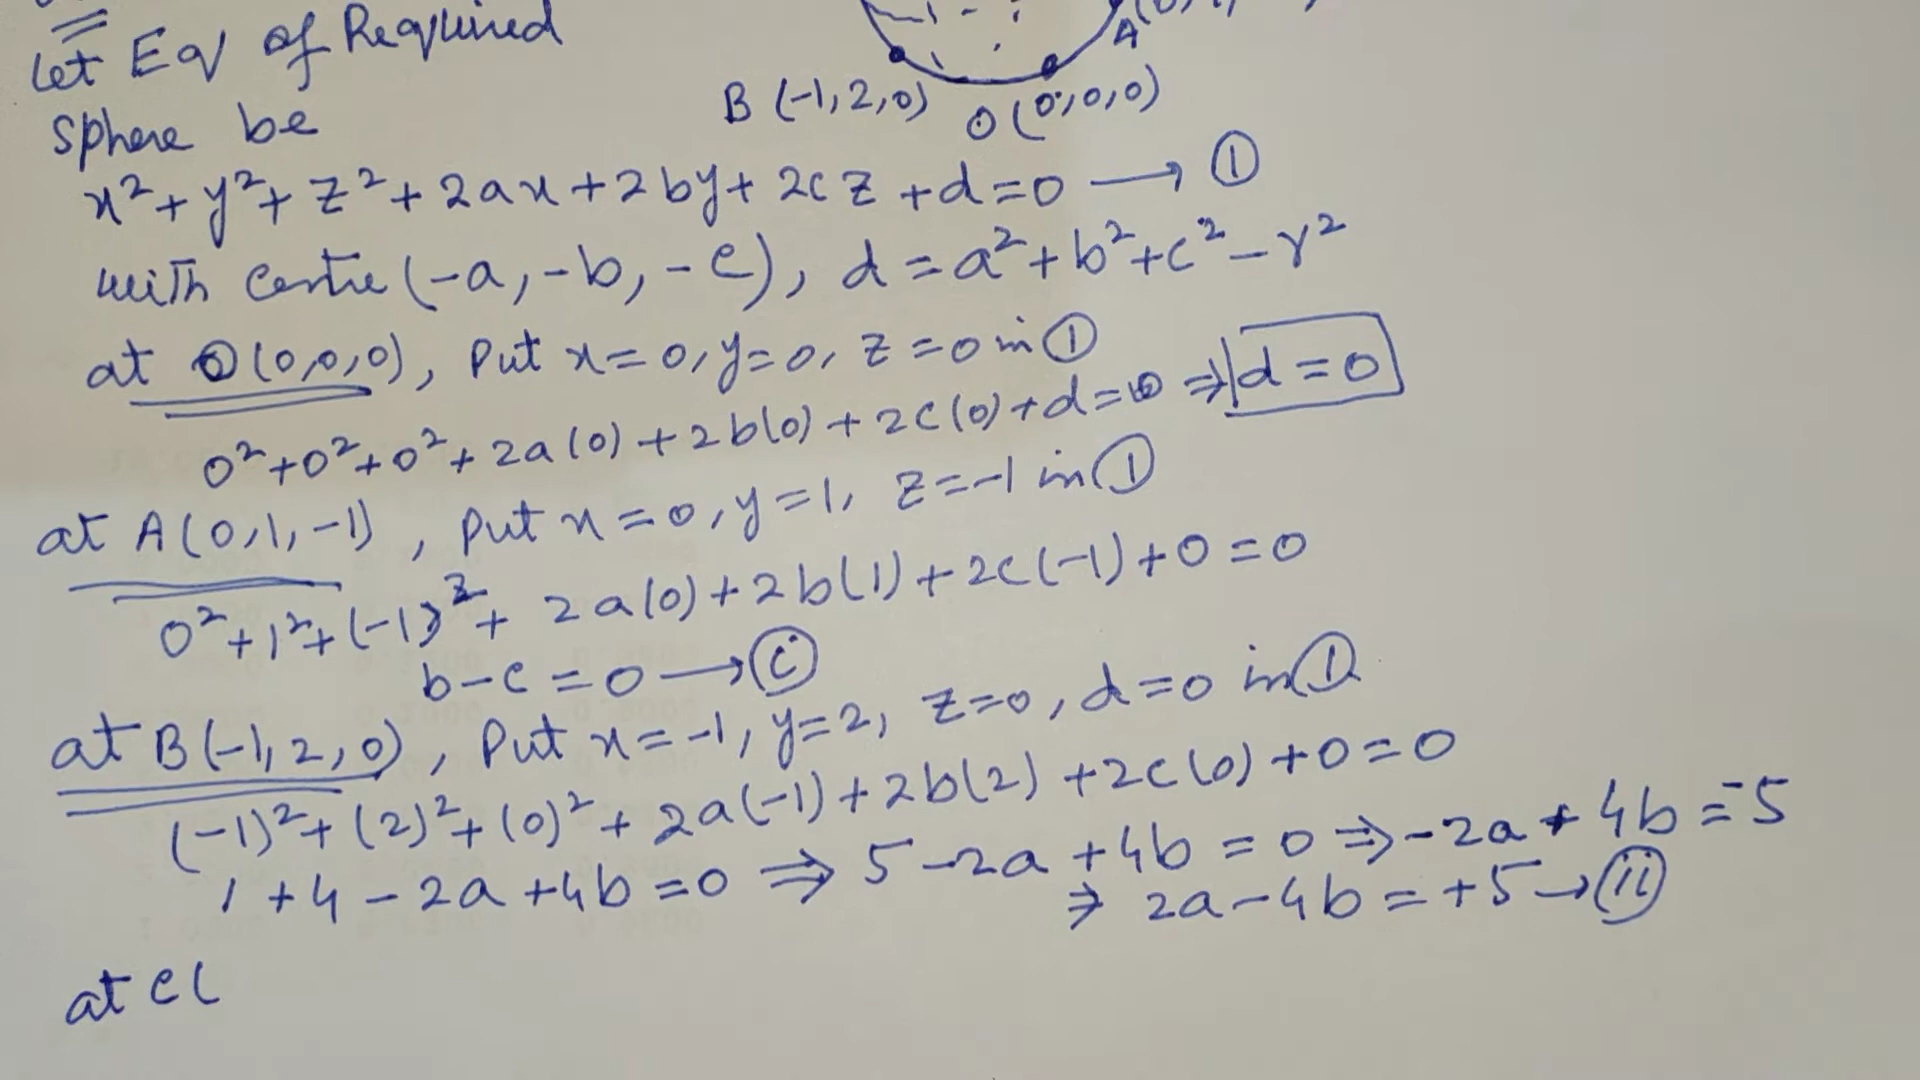 Let Eq of Required
Sphere be
A
B (-1,2,0)
O (0,0,0)
x²+y²+z²+2ax+2by+2cz+d=0 → ①
with Centre (-a,-b,-c), d=a²+b²+c²-r²
at O(0,0,0), Put x=0,y=0,z=0 in ①
0²+0²+0²+2a(0)+2b(0)+2c(0)+d=0 ⇒ d=0
at A(0,1,-1), Put x=0,y=1, z=-1 in ①
0²+1²+(-1)²+2a(0)+2b(1)+2c(-1)+0=0
b-c=0 → (i)
at B(-1,2,0), Put x=-1,y=2, z=0,d=0 in ①
(-1)²+(2)²+(0)²+2a(-1)+2b(2)+2c(0)+0=0
1+4-2a+4b=0 ⇒ 5-2a+4b=0 ⇒ -2a+4b=-5
⇒ 2a-4b=+5 → (ii)
at C(